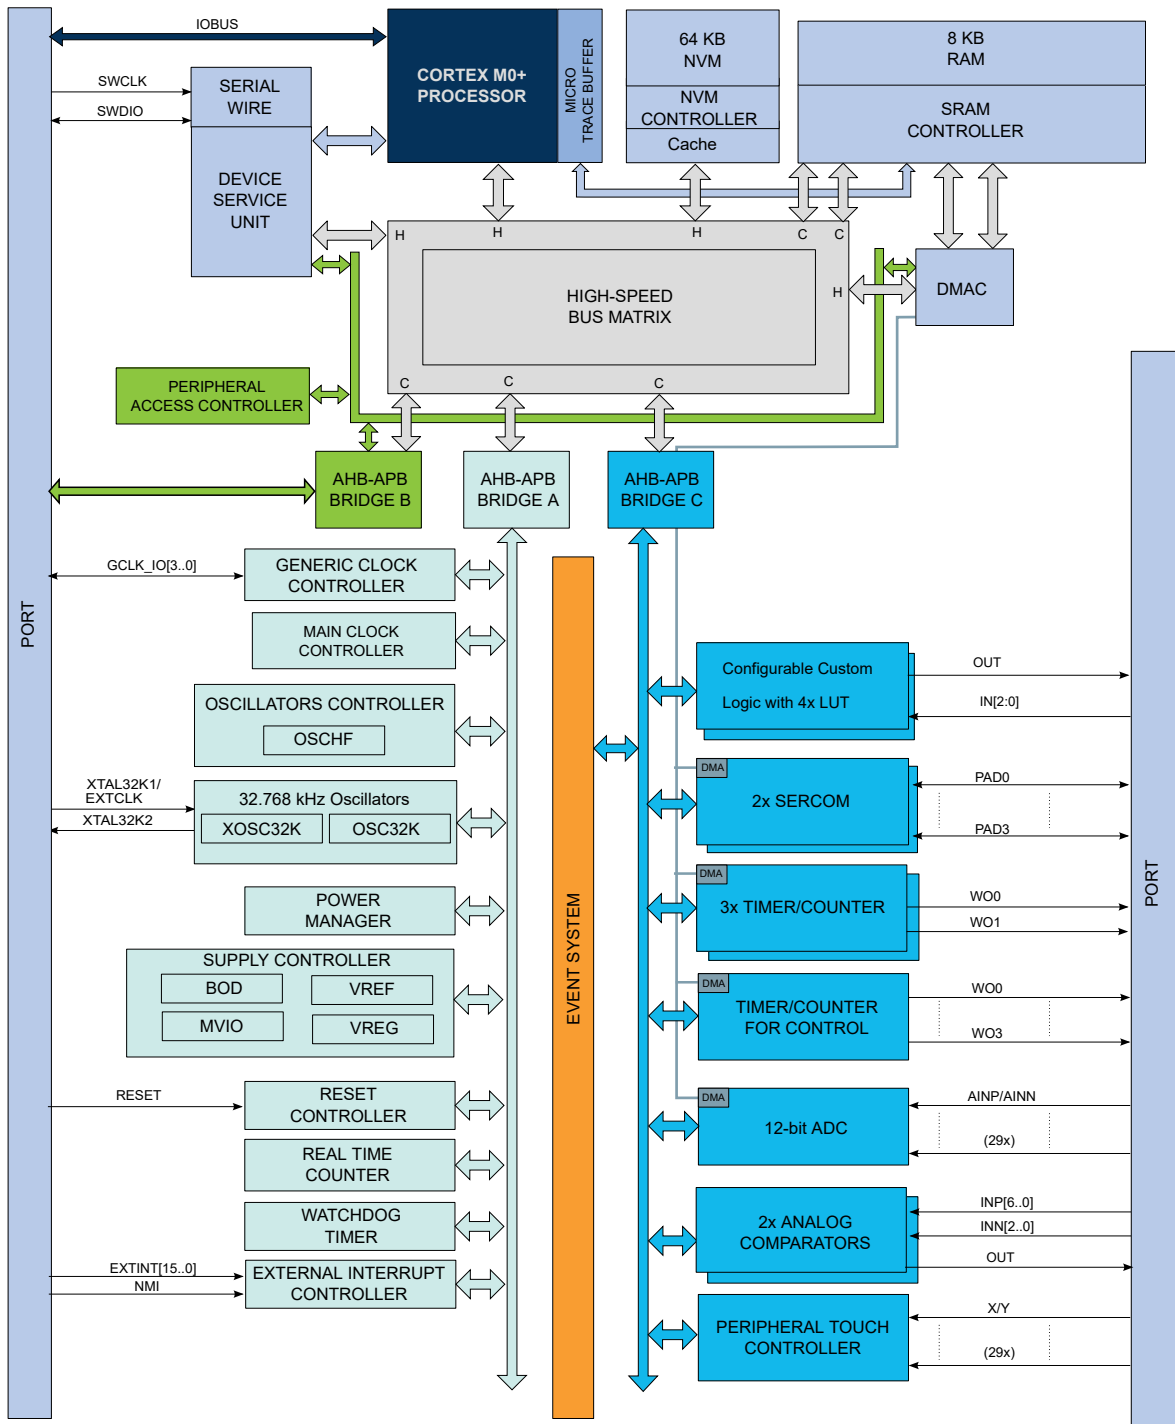 IOBUS
SWCLK
SWDIO
SERIAL
WIRE
DEVICE
SERVICE
UNIT
CORTEX M0+
PROCESSOR
MICRO
TRACE BUFFER
64 KB
NVM
NVM
CONTROLLER
Cache
8 KB
RAM
SRAM
CONTROLLER
H
H
H
C
C
H
HIGH-SPEED
BUS MATRIX
DMAC
C
C
C
PERIPHERAL
ACCESS CONTROLLER
AHB-APB
BRIDGE B
AHB-APB
BRIDGE A
AHB-APB
BRIDGE C
PORT
GCLK_IO[3..0]
GENERIC CLOCK
CONTROLLER
MAIN CLOCK
CONTROLLER
OSCILLATORS CONTROLLER
OSCHF
XTAL32K1/
EXTCLK
XTAL32K2
32.768 kHz Oscillators
XOSC32K
OSC32K
POWER
MANAGER
SUPPLY CONTROLLER
BOD
VREF
MVIO
VREG
RESET
RESET
CONTROLLER
REAL TIME
COUNTER
WATCHDOG
TIMER
EXTINT[15..0]
NMI
EXTERNAL INTERRUPT
CONTROLLER
EVENT SYSTEM
Configurable Custom
Logic with 4x LUT
OUT
IN[2:0]
DMA
2x SERCOM
PAD0
PAD3
DMA
3x TIMER/COUNTER
WO0
WO1
DMA
TIMER/COUNTER
FOR CONTROL
WO0
WO3
DMA
12-bit ADC
AINP/AINN
(29x)
2x ANALOG
COMPARATORS
INP[6..0]
INN[2..0]
OUT
PERIPHERAL TOUCH
CONTROLLER
X/Y
(29x)
PORT